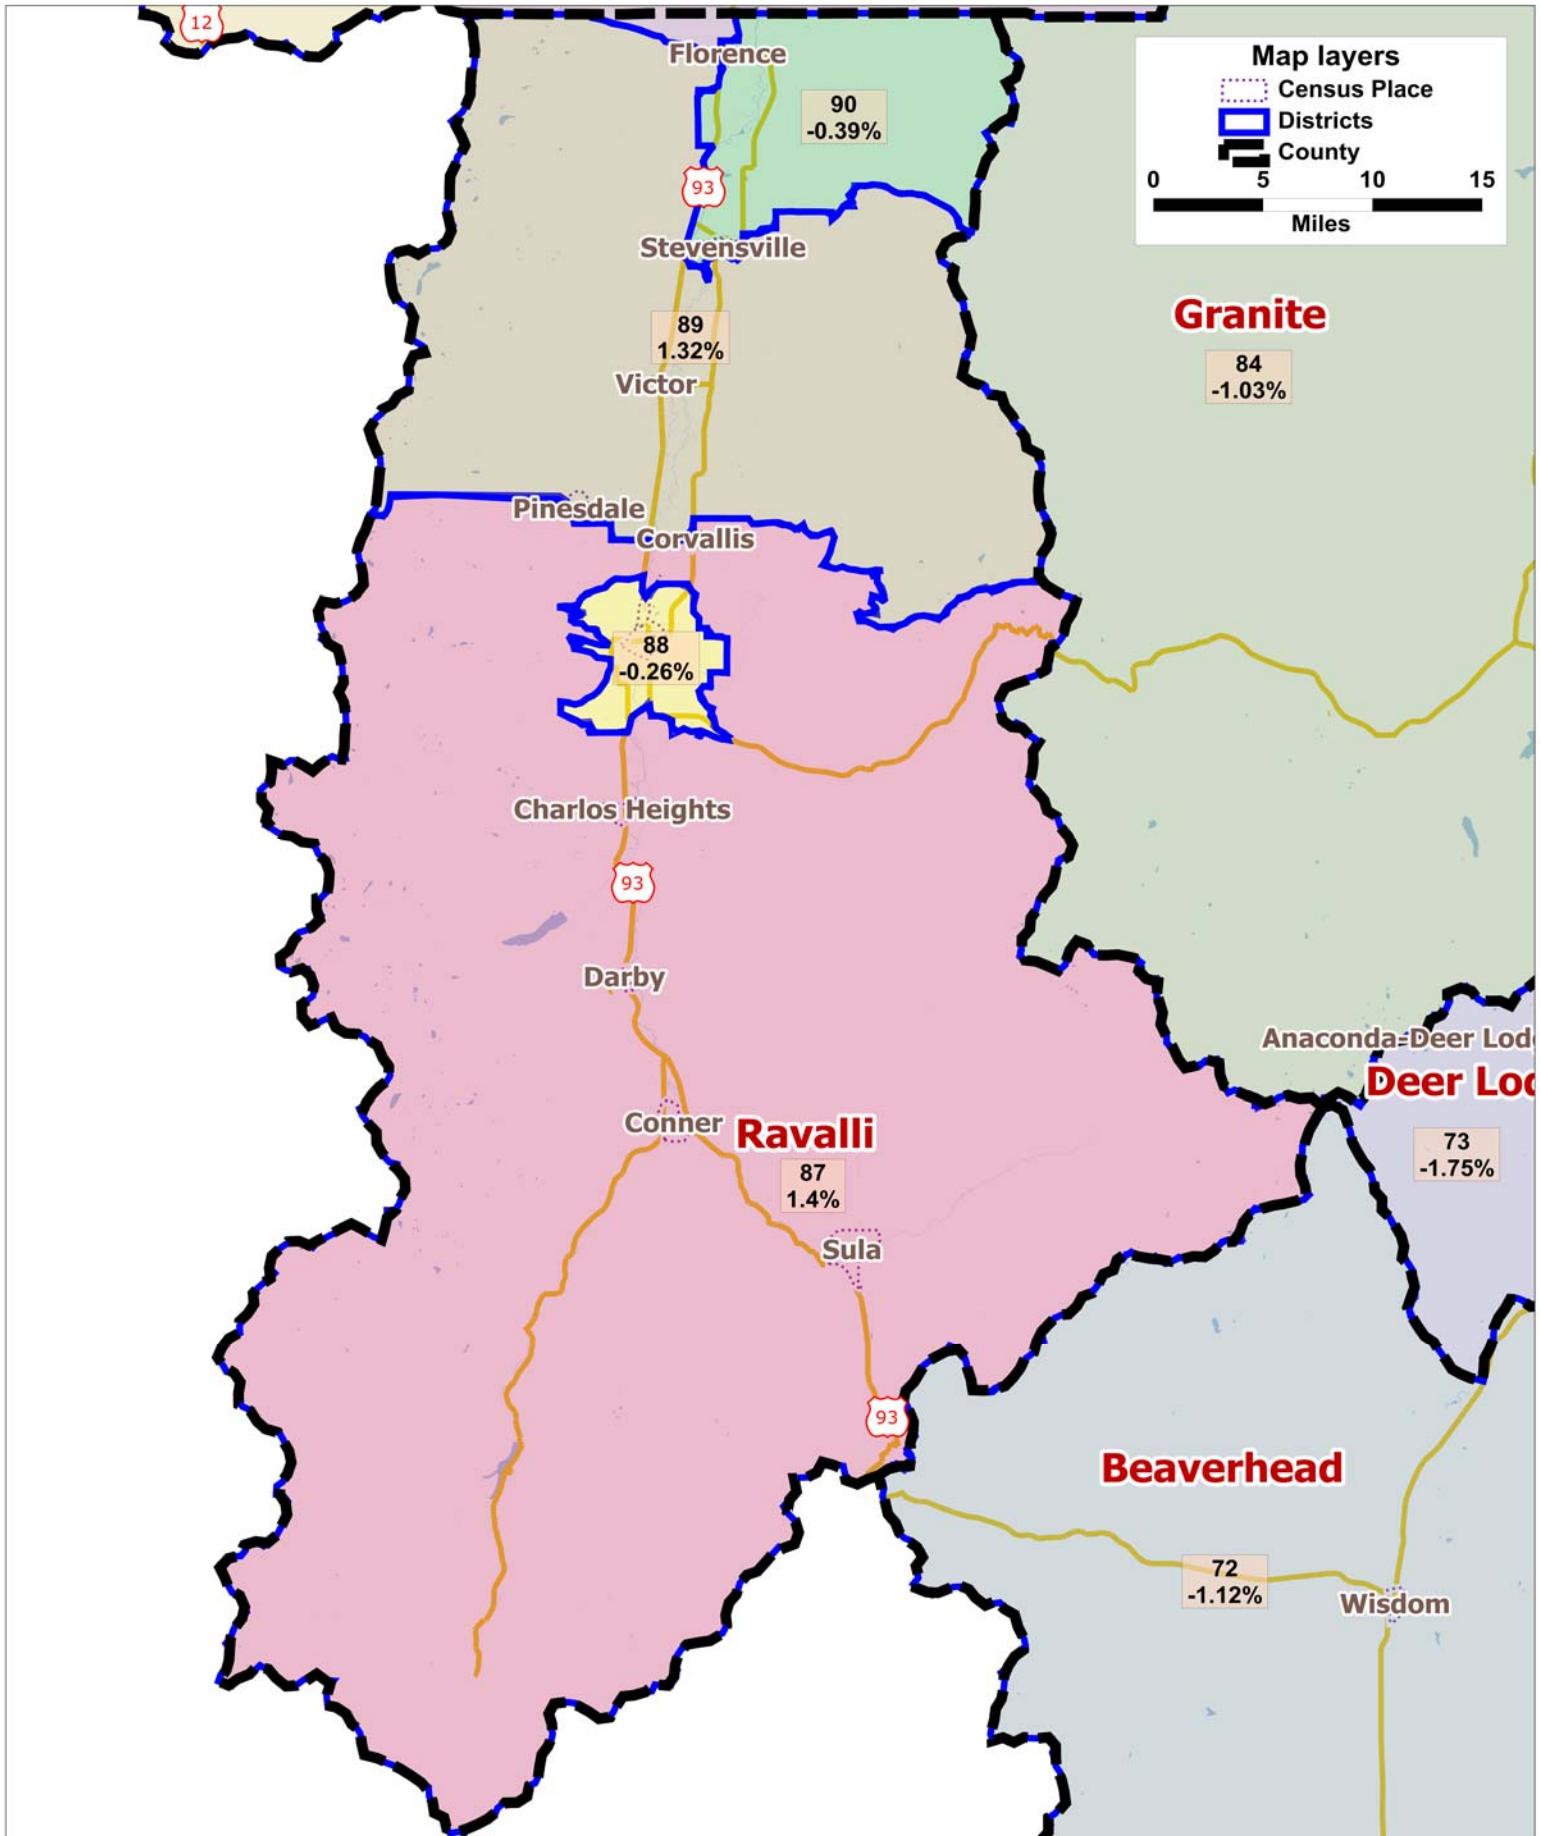 12
Florence
Map layers
Census Place
Districts
County
0 5 10 15
Miles
90
-0.39%
93
Stevensville
89
1.32%
Victor
Granite
84
-1.03%
Pinesdale
Corvallis
88
-0.26%
Charlos Heights
93
Darby
Anaconda-Deer Lod
Deer Loc
Conner
Ravalli
87
1.4%
73
-1.75%
Sula
93
Beaverhead
72
-1.12%
Wisdom